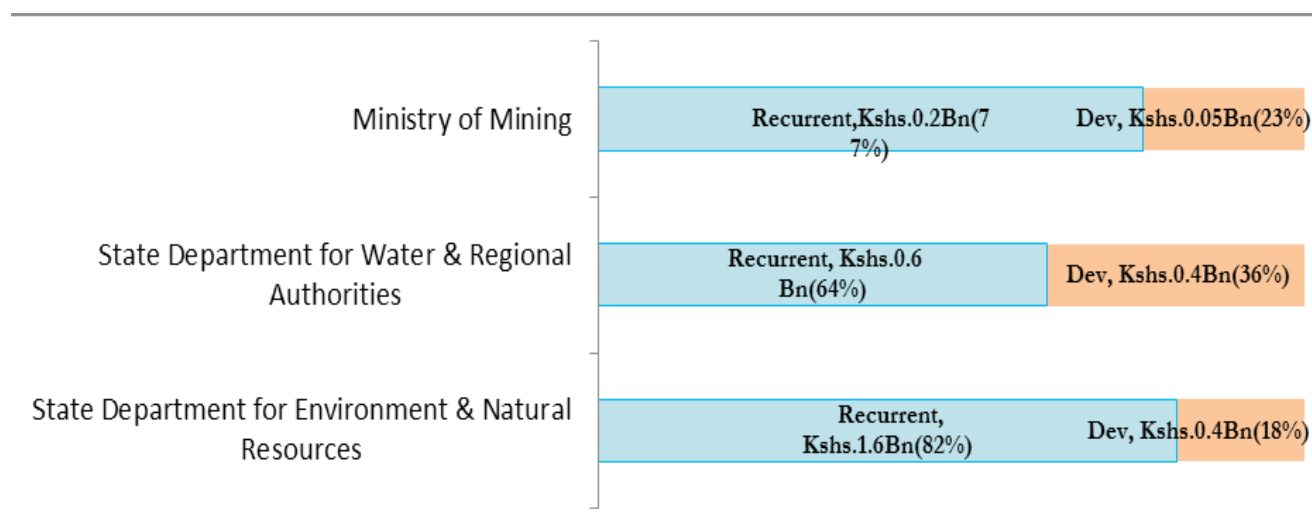 Ministry of Mining
Recurrent,Kshs.0.2Bn(7
7%)
Dev, Kshs.0.05Bn(23%)
State Department for Water & Regional
Authorities
Recurrent, Kshs.0.6
Bn(64%)
Dev, Kshs.0.4Bn(36%)
State Department for Environment & Natural
Resources
Recurrent,
Kshs.1.6Bn(82%)
Dev, Kshs.0.4Bn(18%)